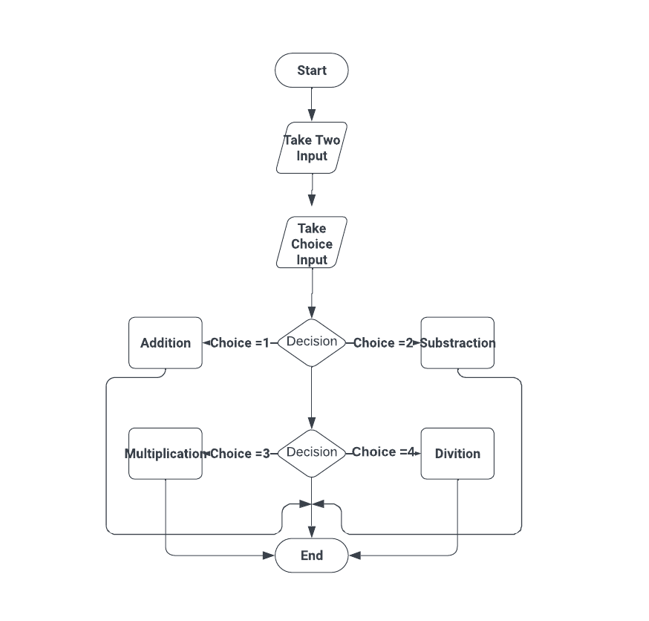 Start
Take Two
Input
Take
Choice
Input
Addition
Choice =1
Decision
Choice =2
Substraction
Multiplication
Choice =3
Decision
Choice =4
Divition
End